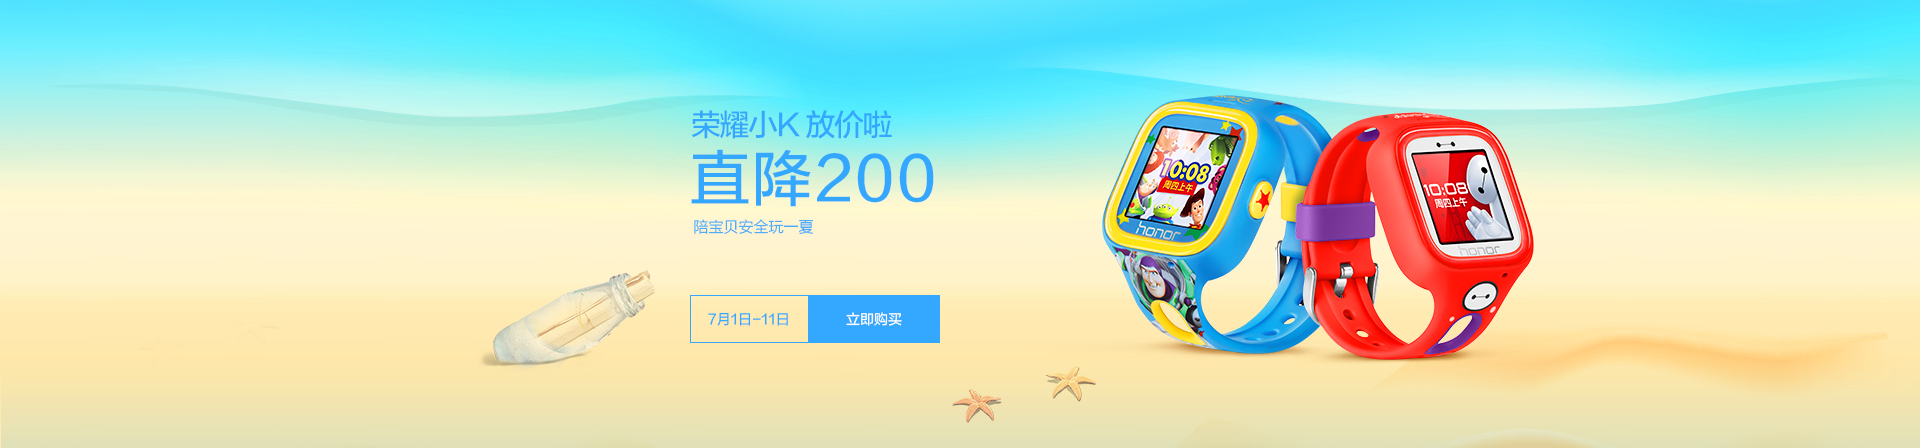 荣耀小K 放价啦
直降200
陪宝贝安全玩一夏
7月1日-11日
立即购买
10:08
周四上午
honor
10:08
周四上午
honor